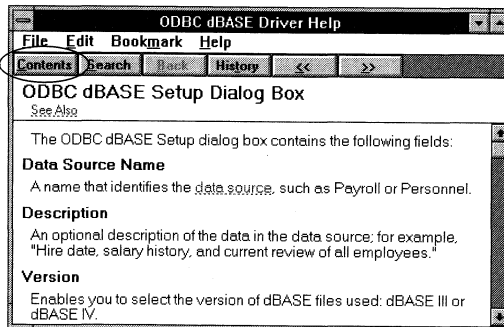 ODBC dBASE Driver Help
File Edit Bookmark Help
Contents Search Back History << >>
ODBC dBASE Setup Dialog Box
See Also
The ODBC dBASE Setup dialog box contains the following fields:
Data Source Name
A name that identifies the data source, such as Payroll or Personnel.
Description
An optional description of the data in the data source; for example,
"Hire date, salary history, and current review of all employees."
Version
Enables you to select the version of dBASE files used: dBASE III or
dBASE IV.